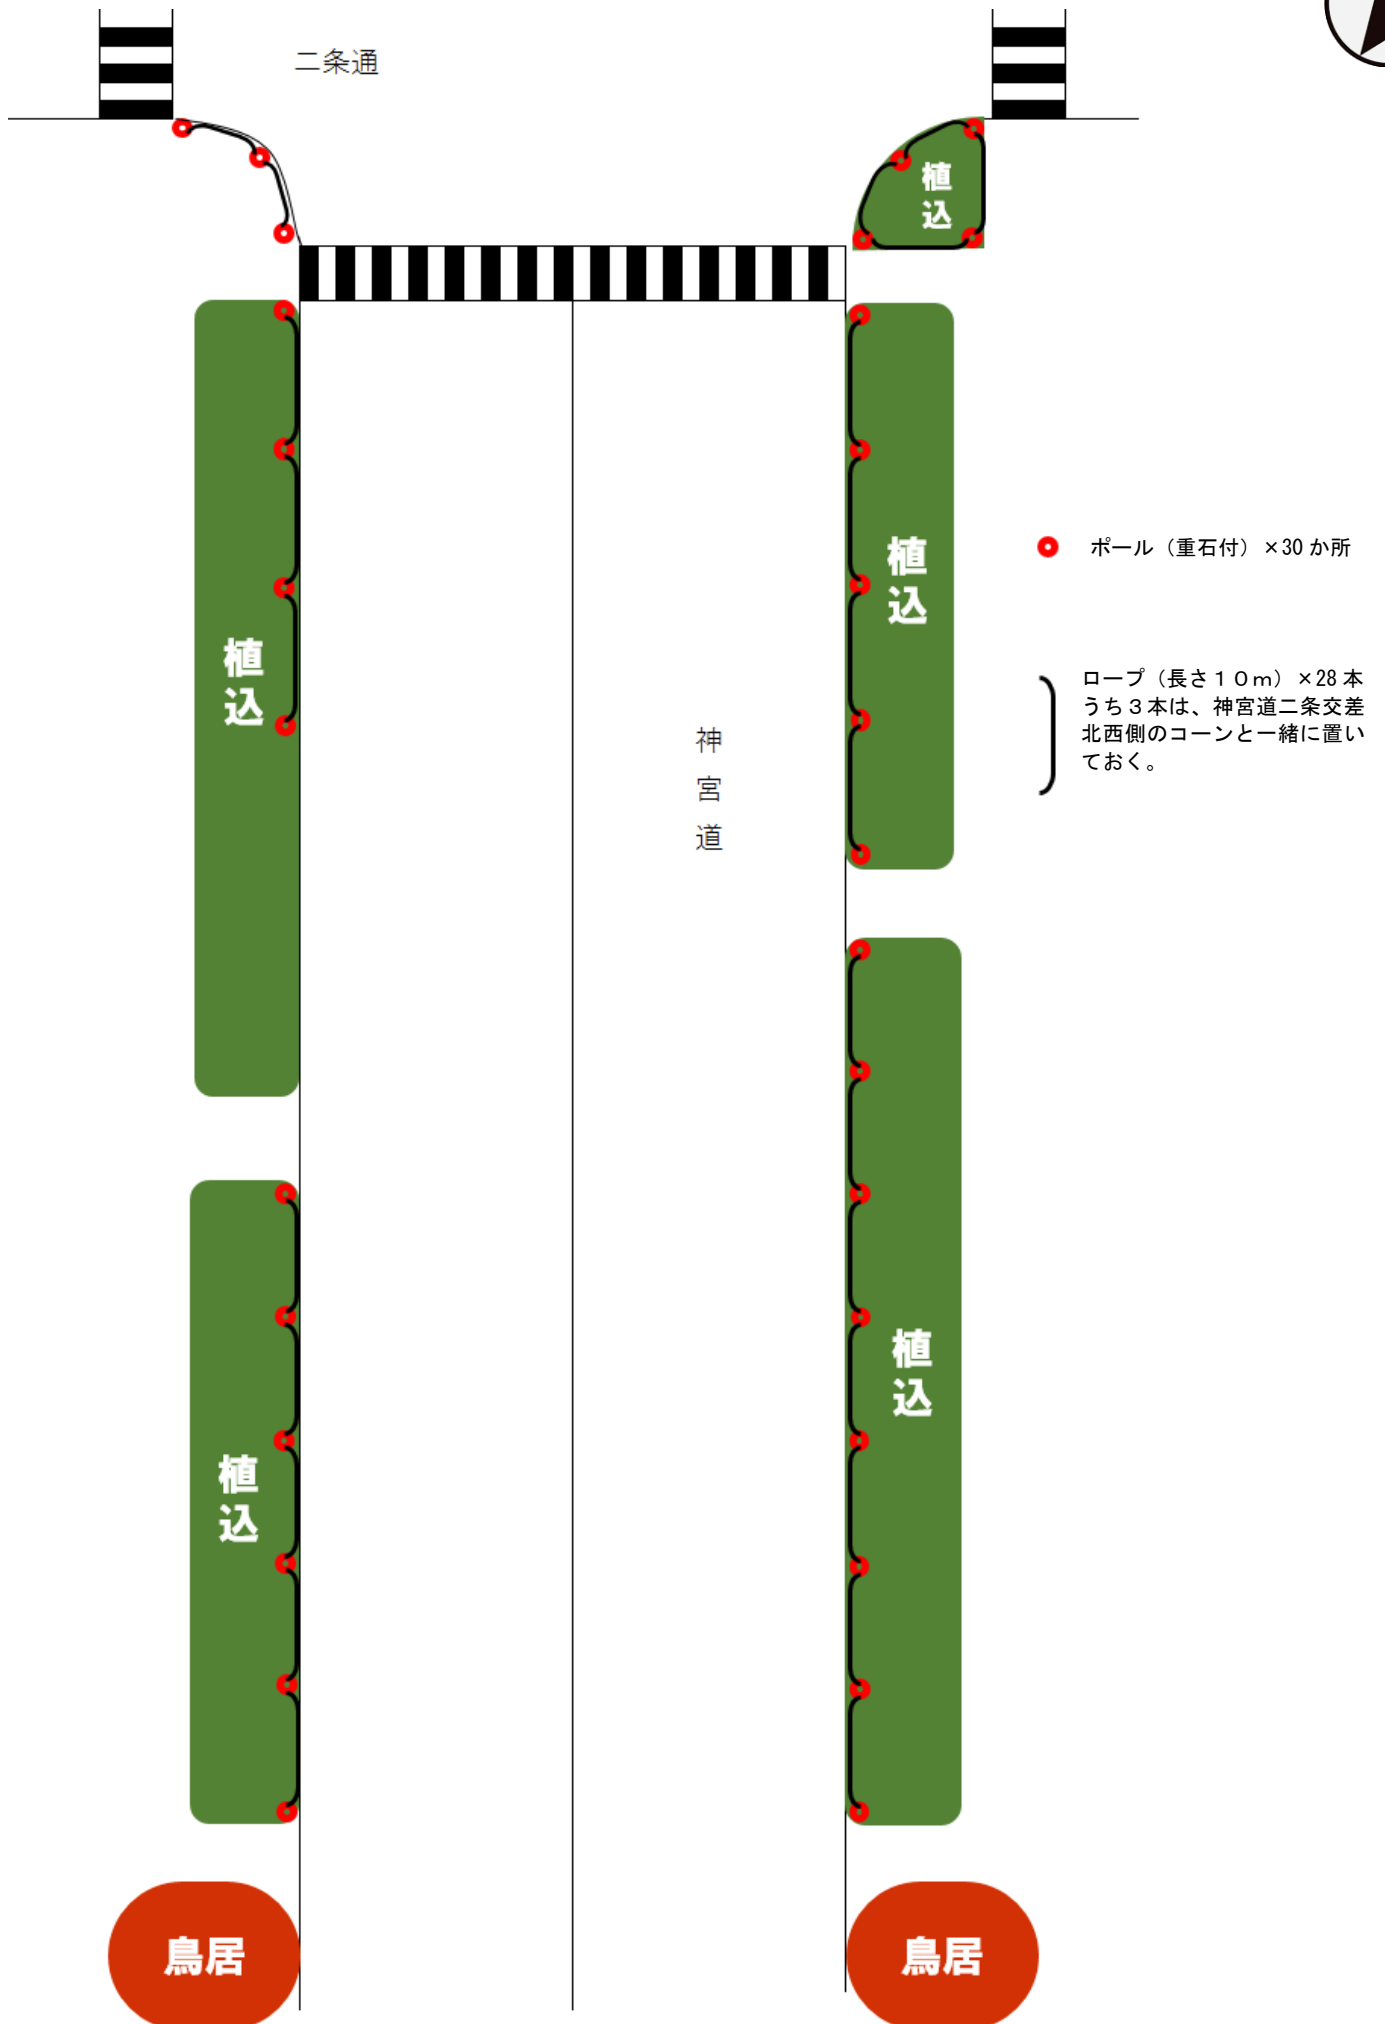 二条通
植込
植込
ポール（重石付）×30 か所
植込
ロープ（長さ１０ｍ）×28 本
うち３本は、神宮道二条交差
北西側のコーンと一緒に置い
ておく。
神宮道
植込
植込
鳥居
鳥居